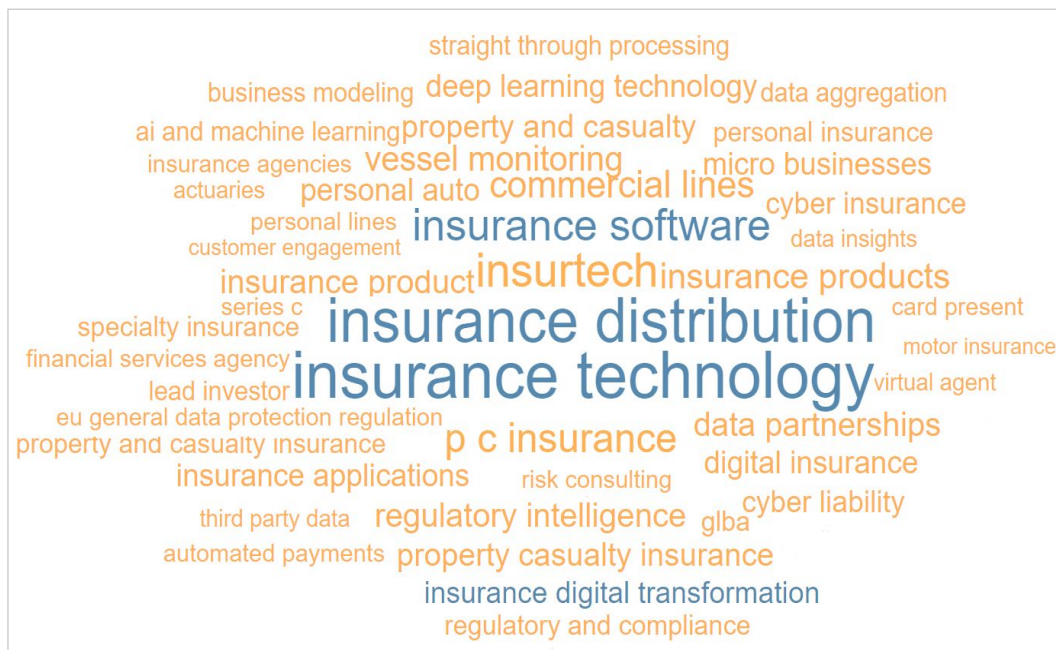 straight through processing
business modeling deep learning technology data aggregation
ai and machine learning property and casualty personal insurance
insurance agencies vessel monitoring micro businesses
actuaries personal auto commercial lines cyber insurance
personal lines insurance software data insights
customer engagement
insurance product insurtech insurance products
series c insurance distribution card present
specialty insurance
financial services agency motor insurance
lead investor insurance technology virtual agent
eu general data protection regulation
property and casualty insurance p c insurance data partnerships
insurance applications risk consulting digital insurance
third party data regulatory intelligence glba cyber liability
automated payments property casualty insurance
insurance digital transformation
regulatory and compliance